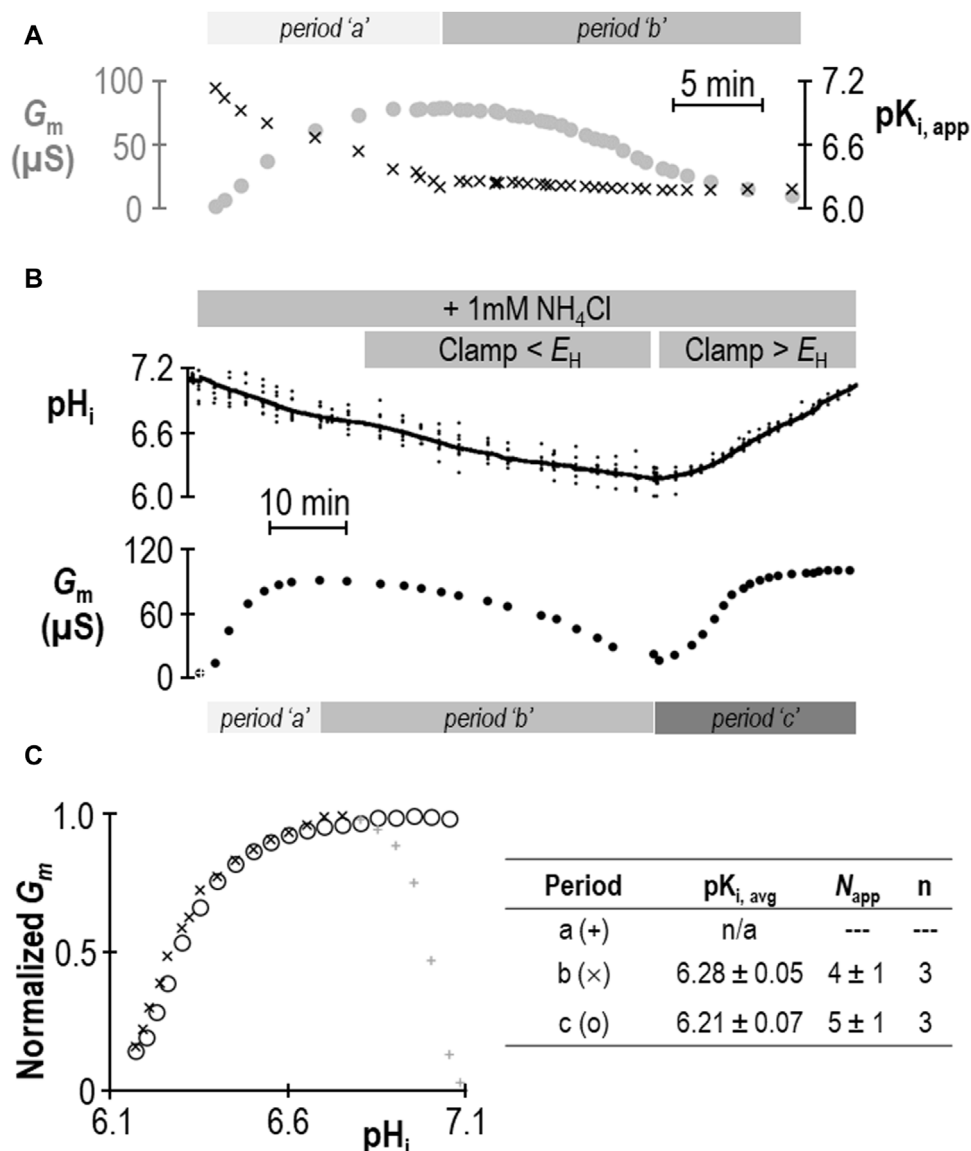 A
period 'a'
period 'b'
100
50
0
Gm
(µS)
5 min
7.2
6.6
6.0
pKi, app
B
+ 1mM NH4Cl
Clamp < EH
Clamp > EH
7.2
6.6
6.0
pHi
10 min
120
60
0
Gm
(µS)
period 'a'
period 'b'
period 'c'
C
1.0
0.5
0
Normalized Gm
6.1
6.6
7.1
pHi
Period pKi, avg Napp n
a (+) n/a --- ---
b (×) 6.28 ± 0.05 4 ± 1 3
c (o) 6.21 ± 0.07 5 ± 1 3